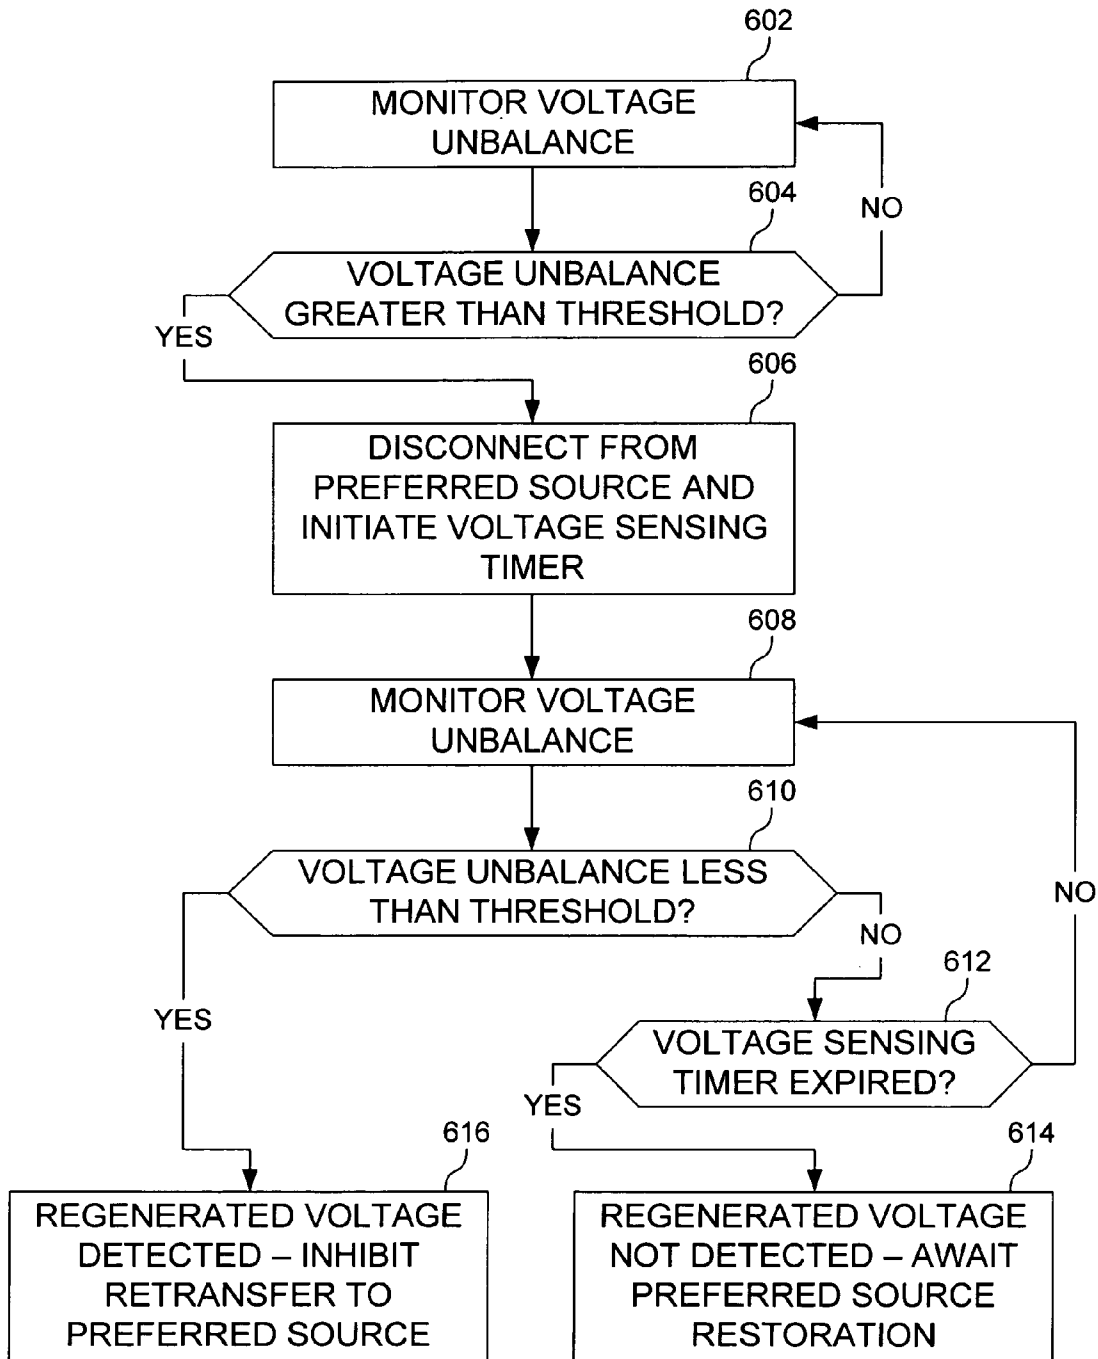 602
MONITOR VOLTAGE
UNBALANCE
604
NO
VOLTAGE UNBALANCE
GREATER THAN THRESHOLD?
YES
606
DISCONNECT FROM
PREFERRED SOURCE AND
INITIATE VOLTAGE SENSING
TIMER
608
MONITOR VOLTAGE
UNBALANCE
610
VOLTAGE UNBALANCE LESS
THAN THRESHOLD?
NO
NO
612
YES
VOLTAGE SENSING
TIMER EXPIRED?
YES
616
614
REGENERATED VOLTAGE
DETECTED – INHIBIT
RETRANSFER TO
PREFERRED SOURCE
REGENERATED VOLTAGE
NOT DETECTED – AWAIT
PREFERRED SOURCE
RESTORATION